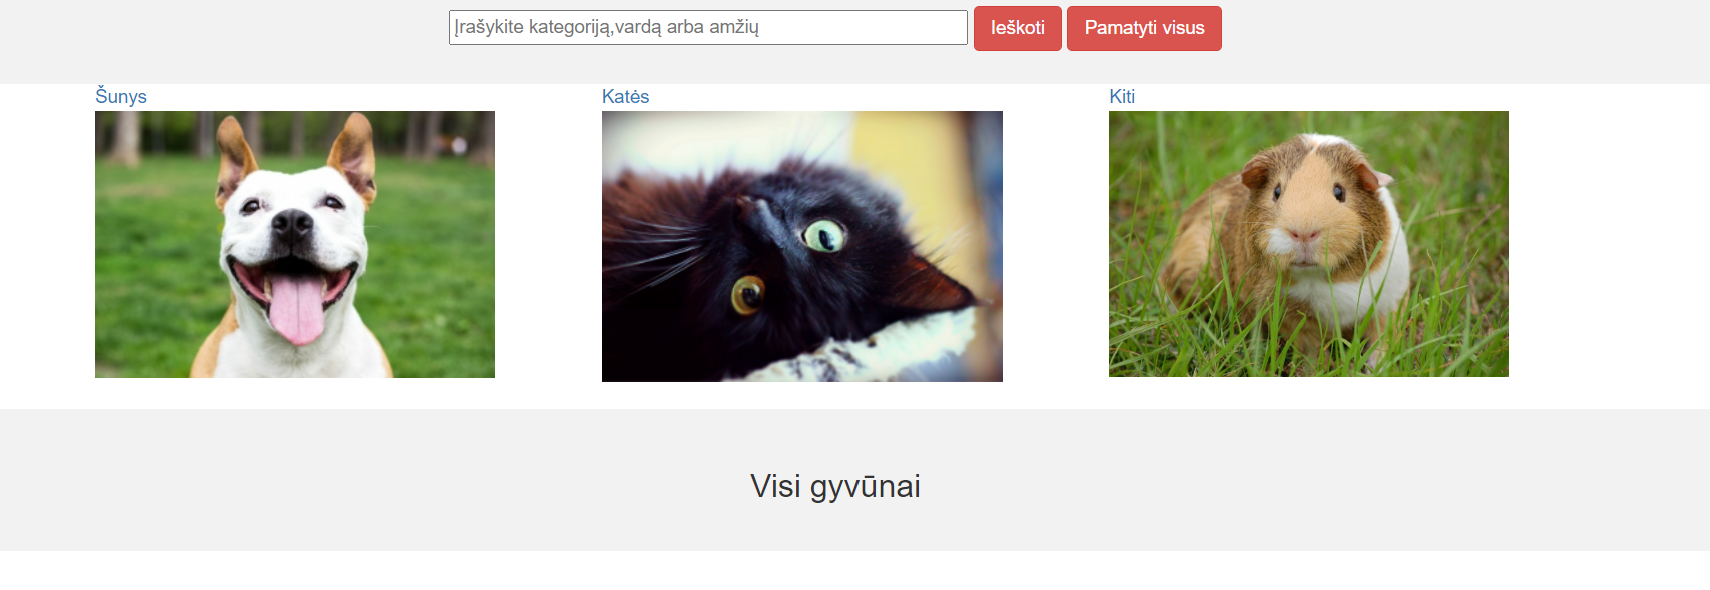 Įrašykite kategoriją,vardą arba amžių Ieškoti Pamatyti visus
Šunys Katės Kiti
Visi gyvūnai